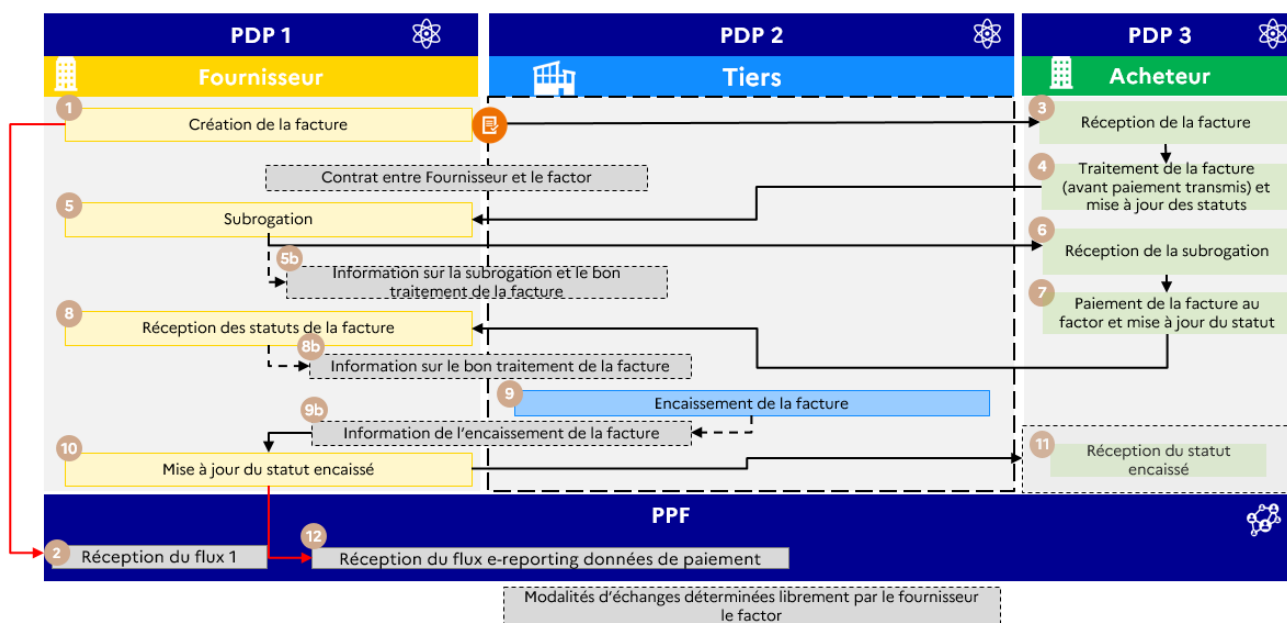 PDP 1
PDP 2
PDP 3
Fournisseur
Tiers
Acheteur
1
Création de la facture
3
Réception de la facture
Contrat entre Fournisseur et le factor
4
Traitement de la facture
(avant paiement transmis) et
mise à jour des statuts
5
Subrogation
6
Réception de la subrogation
5b
Information sur la subrogation et le bon
traitement de la facture
7
Paiement de la facture au
factor et mise à jour du statut
8
Réception des statuts de la facture
8b
Information sur le bon traitement de la facture
9
Encaissement de la facture
9b
Information de l'encaissement de la facture
10
Mise à jour du statut encaissé
11
Réception du statut
encaissé
PPF
2
Réception du flux 1
12
Réception du flux e-reporting données de paiement
Modalités d'échanges déterminées librement par le fournisseur
le factor